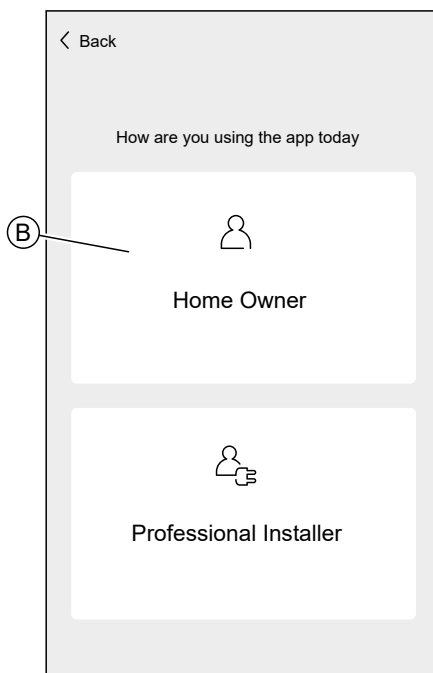 Back
How are you using the app today
B
Home Owner
Professional Installer